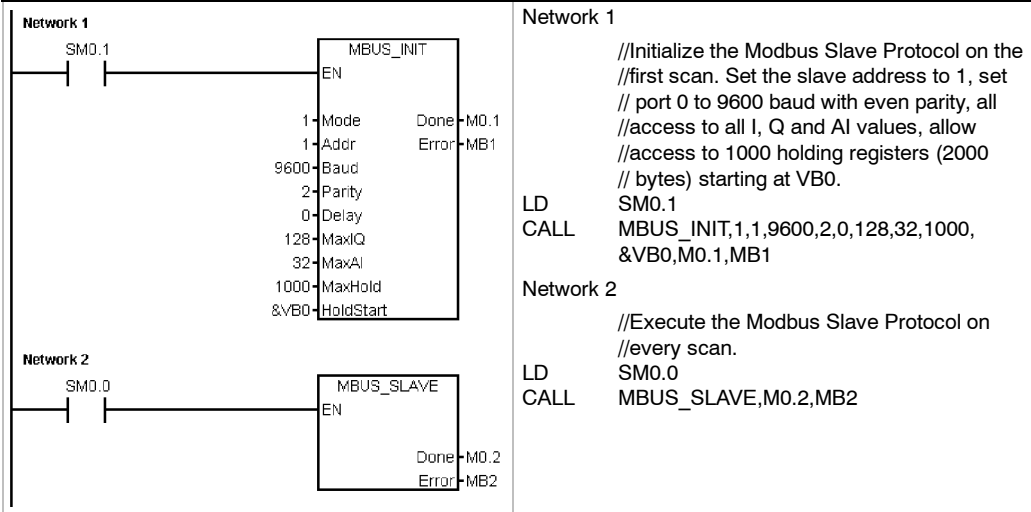 Network 1
SM0.1
MBUS_INIT
EN
1 Mode Done M0.1
1 Addr Error MB1
9600 Baud
2 Parity
0 Delay
128 MaxIQ
32 MaxAI
1000 MaxHold
&VB0 HoldStart
Network 2
SM0.0
MBUS_SLAVE
EN
Done M0.2
Error MB2
Network 1
//Initialize the Modbus Slave Protocol on the
//first scan. Set the slave address to 1, set
// port 0 to 9600 baud with even parity, all
//access to all I, Q and AI values, allow
//access to 1000 holding registers (2000
// bytes) starting at VB0.
LD SM0.1
CALL MBUS_INIT,1,1,9600,2,0,128,32,1000,
&VB0,M0.1,MB1
Network 2
//Execute the Modbus Slave Protocol on
//every scan.
LD SM0.0
CALL MBUS_SLAVE,M0.2,MB2